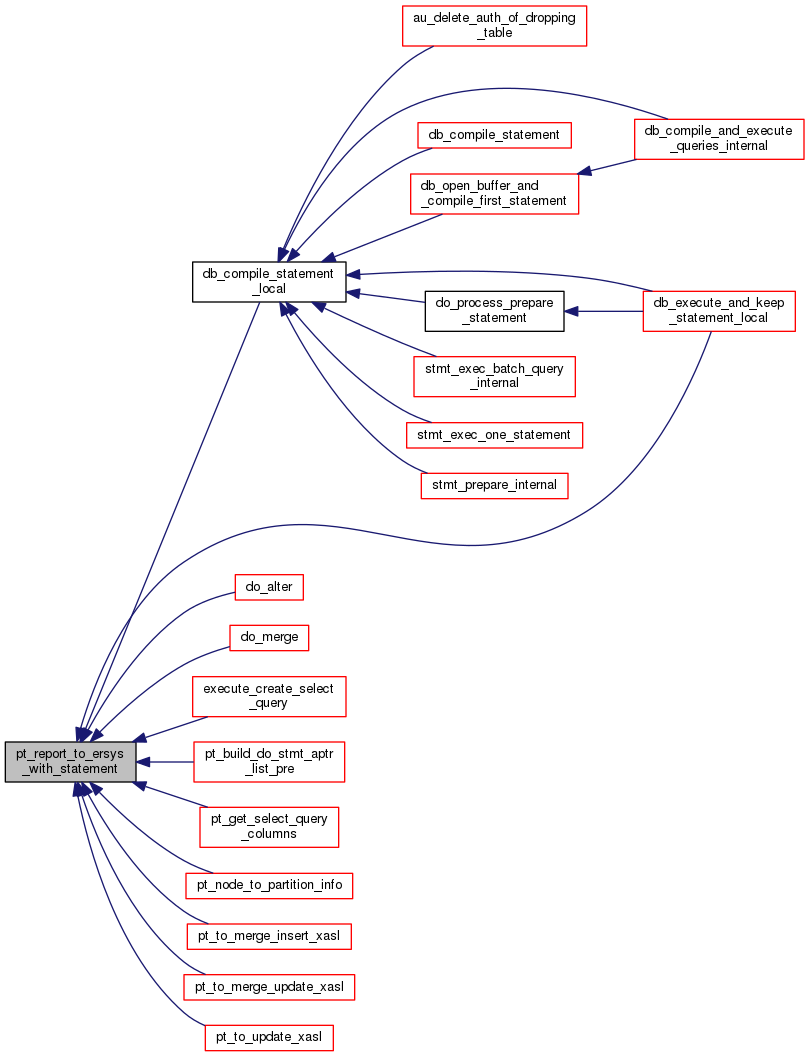 au_delete_auth_of_dropping
_table
db_compile_and_execute
_queries_internal
db_compile_statement
db_open_buffer_and
_compile_first_statement
db_compile_statement
_local
do_process_prepare
_statement
db_execute_and_keep
_statement_local
stmt_exec_batch_query
_internal
stmt_exec_one_statement
stmt_prepare_internal
do_alter
do_merge
execute_create_select
_query
pt_report_to_ersys
_with_statement
pt_build_do_stmt_aptr
_list_pre
pt_get_select_query
_columns
pt_node_to_partition_info
pt_to_merge_insert_xasl
pt_to_merge_update_xasl
pt_to_update_xasl